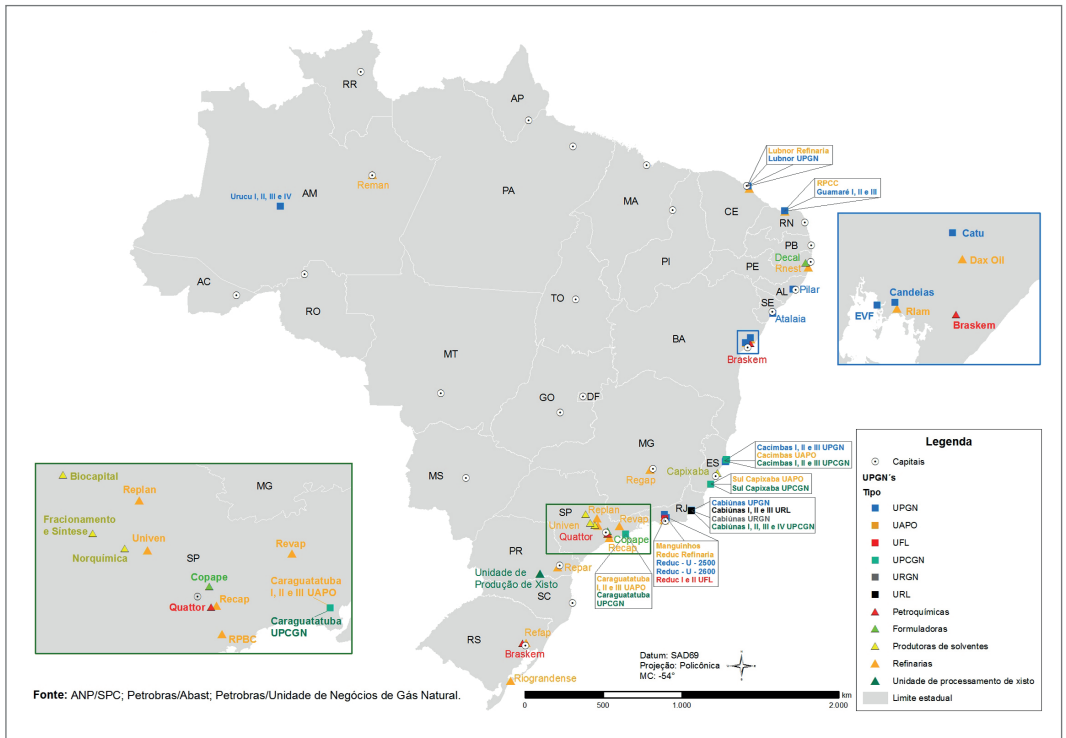 RR
AP
Reman
AM
Urucu I, II, III e IV
PA
MA
CE
Lubnor Refinaria
Lubnor UPGN
RPCC
Guamaré I, II e III
RN
PB
Decal
Rnest
PE
PI
AL
Pilar
SE
Atalaia
AC
RO
TO
BA
Braskem
MT
GO
DF
MG
Regap
MS
ES
Capixaba
Cacimbas I, II e III UPGN
Cacimbas UAPO
Cacimbas I, II e III UPCGN
Sul Capixaba UAPO
Sul Capixaba UPCGN
RJ
Cabiúnas UPGN
Cabiúnas I, II e III URL
Cabiúnas URGN
Cabiúnas I, II, III e IV UPCGN
SP
Replan
Univen
Revap
Quattor
Copape
Recap
Manguinhos
Reduc Refinaria
Reduc - U - 2500
Reduc - U - 2600
Reduc I e II UFL
Caraguatatuba
I, II e III UAPO
Caraguatatuba
UPCGN
PR
Repar
Unidade de
Produção de Xisto
SC
RS
Refap
Braskem
Riograndense
Catu
Dax Oil
Candeias
EVF
Rlam
Braskem
Biocapital
MG
Replan
Fracionamento
e Síntese
Univen
Norquimica
SP
Revap
Copape
Caraguatatuba
I, II e III UAPO
Recap
Quattor
Caraguatatuba
UPCGN
RPBC
Legenda
Capitais
UPGN´s
Tipo
UPGN
UAPO
UFL
UPCGN
URGN
URL
Petroquímicas
Formuladoras
Produtoras de solventes
Refinarias
Unidade de processamento de xisto
Limite estadual
Datum: SAD69
Projeção: Policônica
MC: -54°
km
0 500 1.000 2.000
Fonte: ANP/SPC; Petrobras/Abast; Petrobras/Unidade de Negócios de Gás Natural.